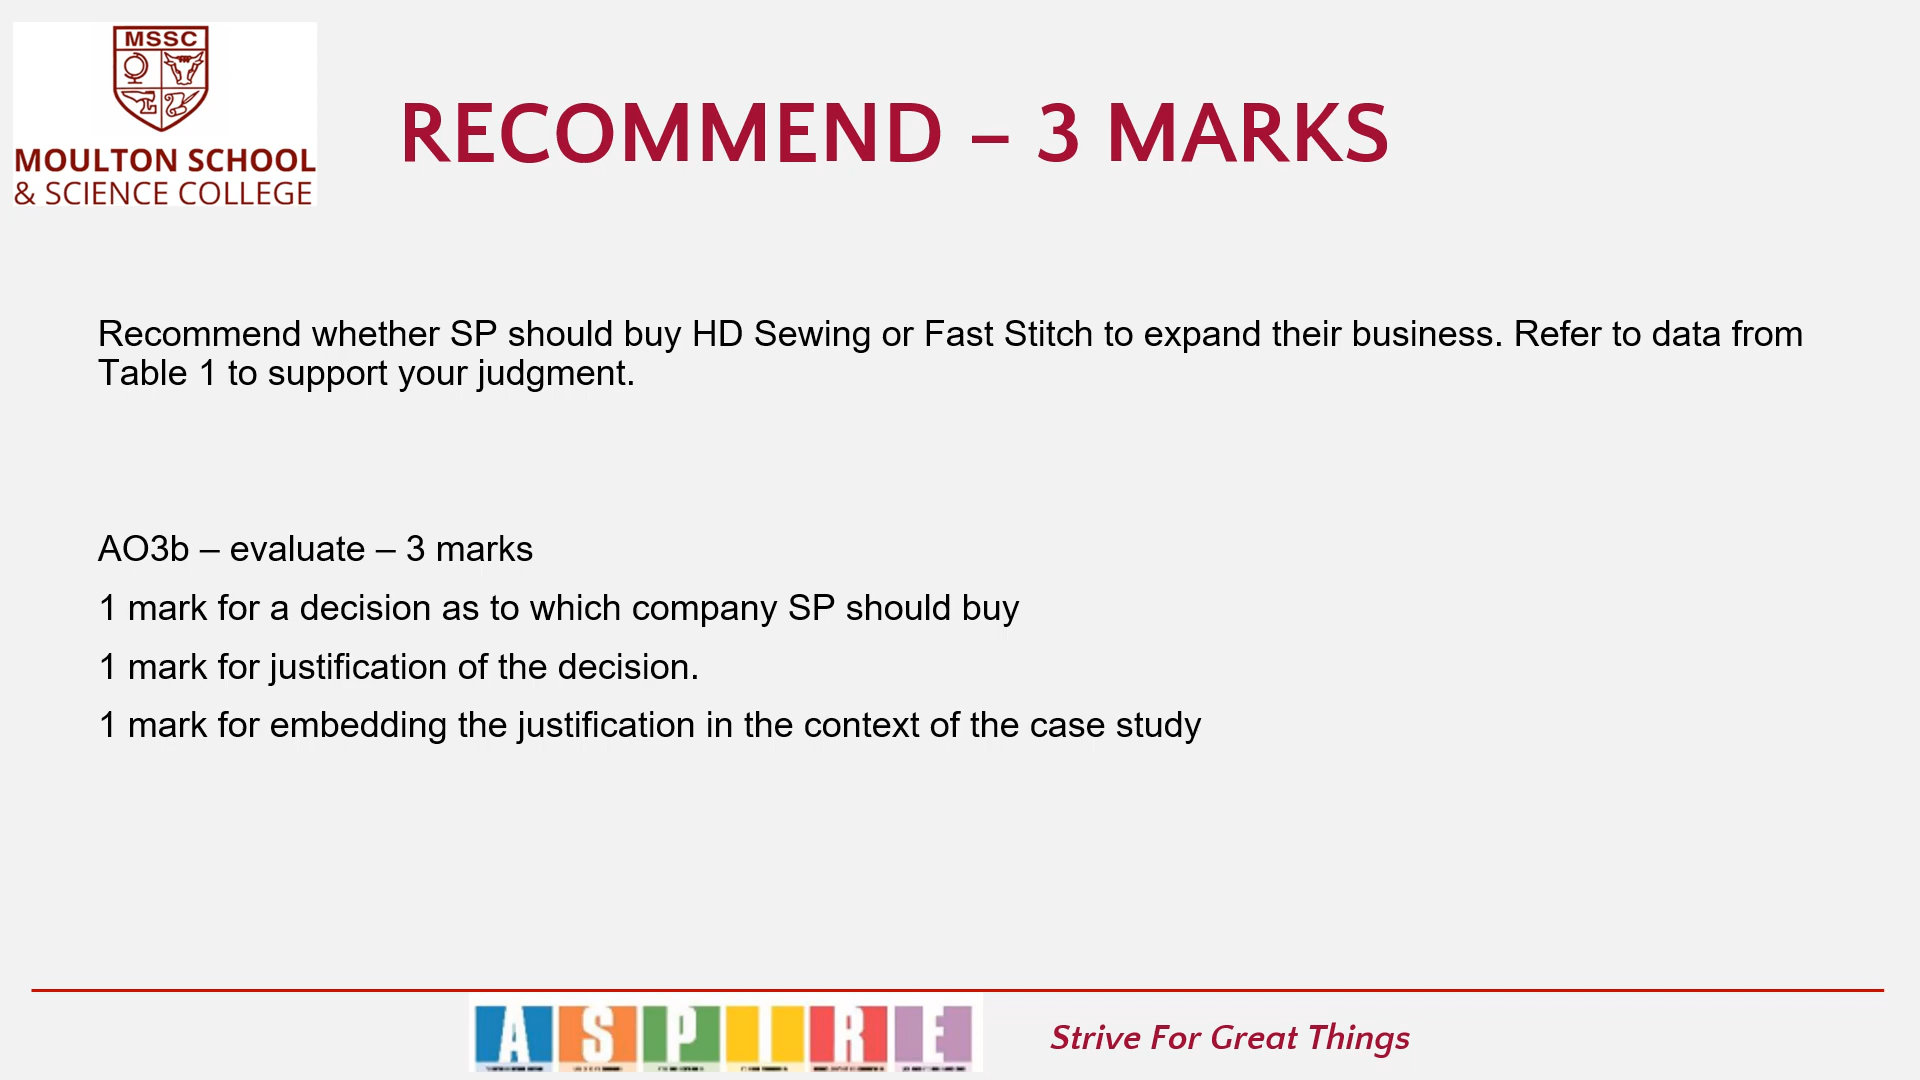 MSSC
MOULTON SCHOOL
& SCIENCE COLLEGE
RECOMMEND – 3 MARKS
Recommend whether SP should buy HD Sewing or Fast Stitch to expand their business. Refer to data from
Table 1 to support your judgment.
AO3b – evaluate – 3 marks
1 mark for a decision as to which company SP should buy
1 mark for justification of the decision.
1 mark for embedding the justification in the context of the case study
ASPIRE
Strive For Great Things